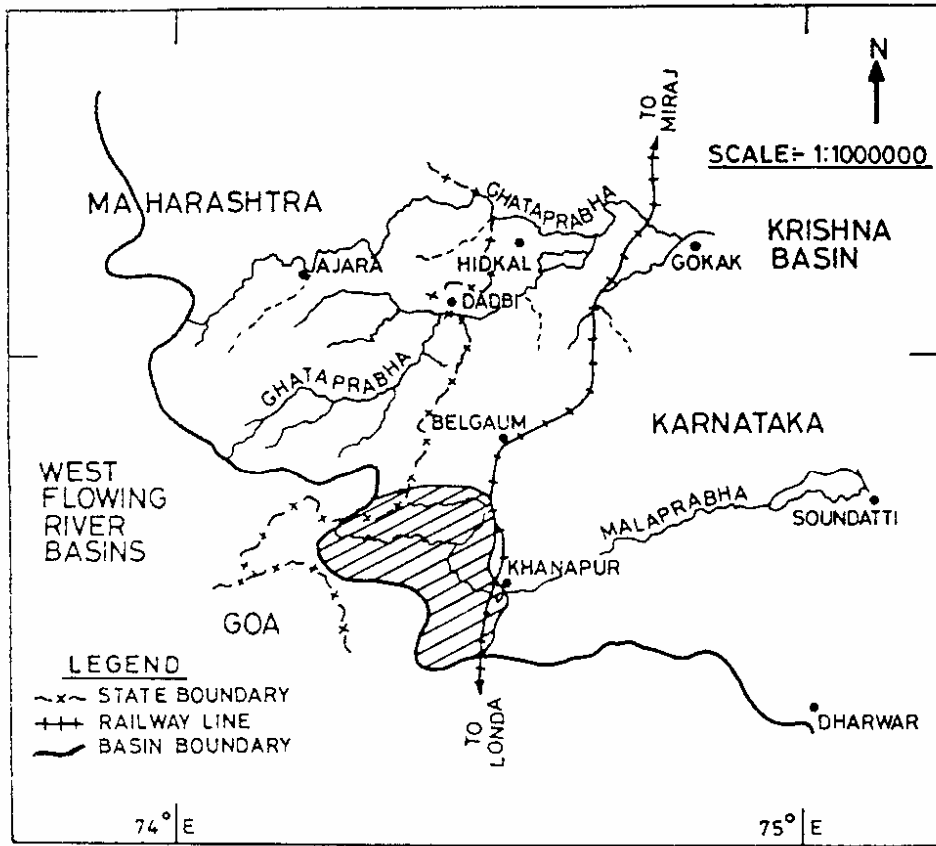 N
TO
MIRAJ
SCALE:- 1:1000000
MAHARASHTRA
GHATAPRABHA
KRISHNA
BASIN
AJARA
HIDKAL
GOKAK
DADBI
GHATAPRABHA
BELGAUM
KARNATAKA
WEST
FLOWING
RIVER
BASINS
MALAPRABHA
SOUNDATTI
KHANAPUR
GOA
LEGEND
STATE BOUNDARY
RAILWAY LINE
BASIN BOUNDARY
TO
LONDA
DHARWAR
74° E
75° E